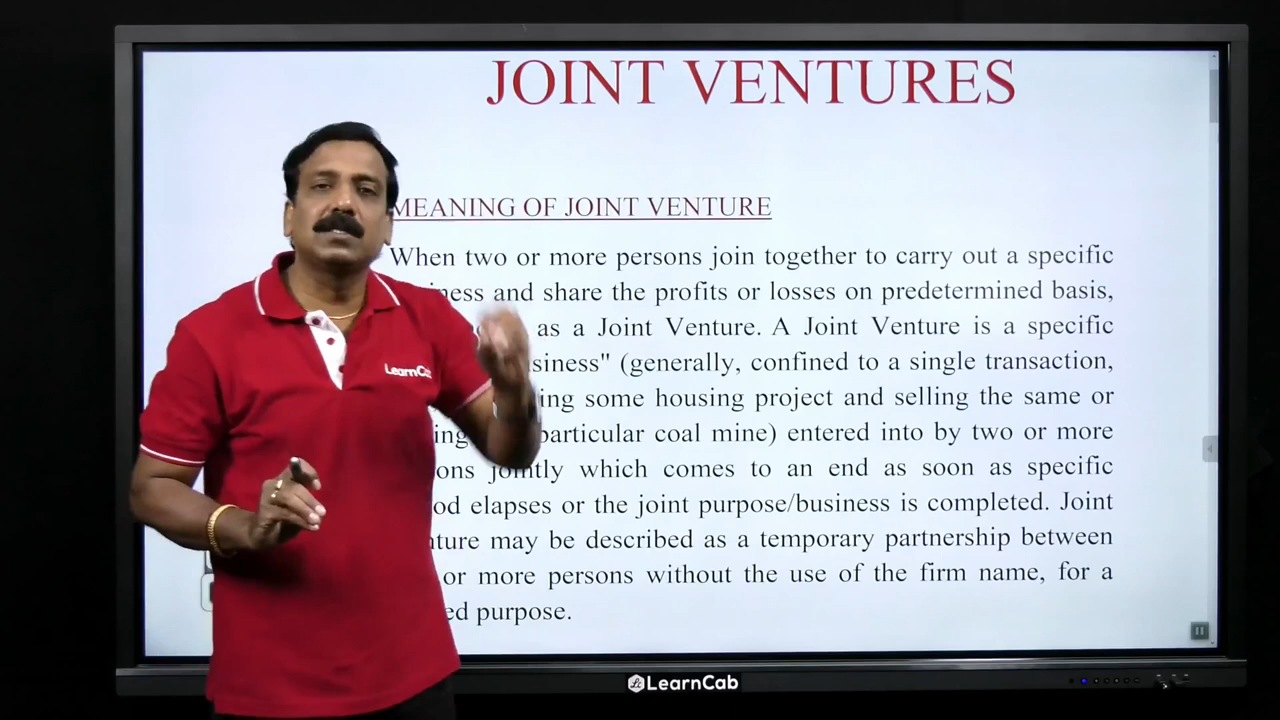 JOINT VENTURES
MEANING OF JOINT VENTURE
When two or more persons join together to carry out a specific
and share the profits or losses on predetermined basis,
as a Joint Venture. A Joint Venture is a specific
(generally, confined to a single transaction,
some housing project and selling the same or
particular coal mine) entered into by two or more
jointly which comes to an end as soon as specific
elapses or the joint purpose/business is completed. Joint
may be described as a temporary partnership between
or more persons without the use of the firm name, for a
purpose.
LearnCab
LearnCab